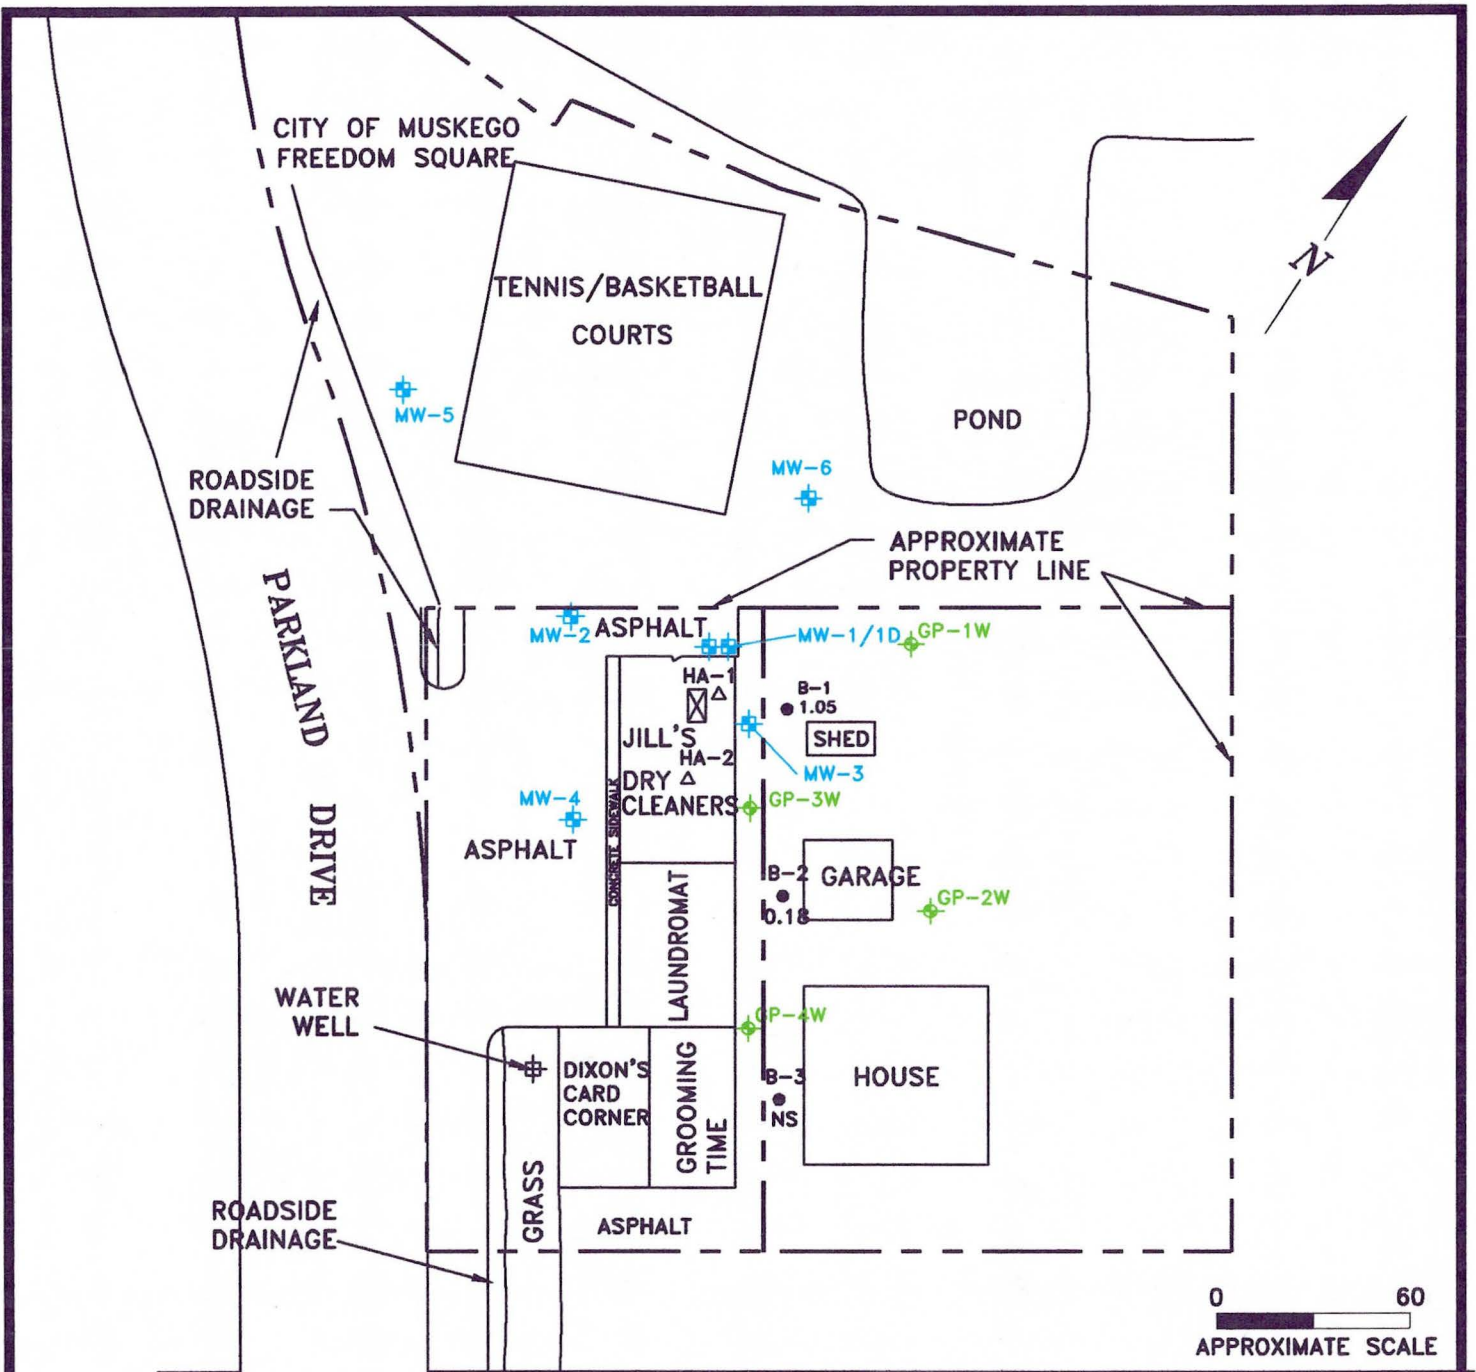 CITY OF MUSKEGO
FREEDOM SQUARE
N
TENNIS/BASKETBALL
COURTS
MW-5
POND
MW-6
ROADSIDE
DRAINAGE
APPROXIMATE
PROPERTY LINE
PARKLAND DRIVE
MW-2
ASPHALT
MW-1/1D
GP-1W
HA-1
B-1
1.05
JILL'S
SHED
HA-2
MW-3
DRY
CLEANERS
MW-4
GP-3W
CONCRETE SIDEWALK
ASPHALT
B-2
0.18
GARAGE
GP-2W
LAUNDROMAT
WATER
WELL
GP-4W
DIXON'S
CARD
CORNER
GROOMING
TIME
B-3
NS
HOUSE
GRASS
ROADSIDE
DRAINAGE
ASPHALT
0 60
APPROXIMATE SCALE